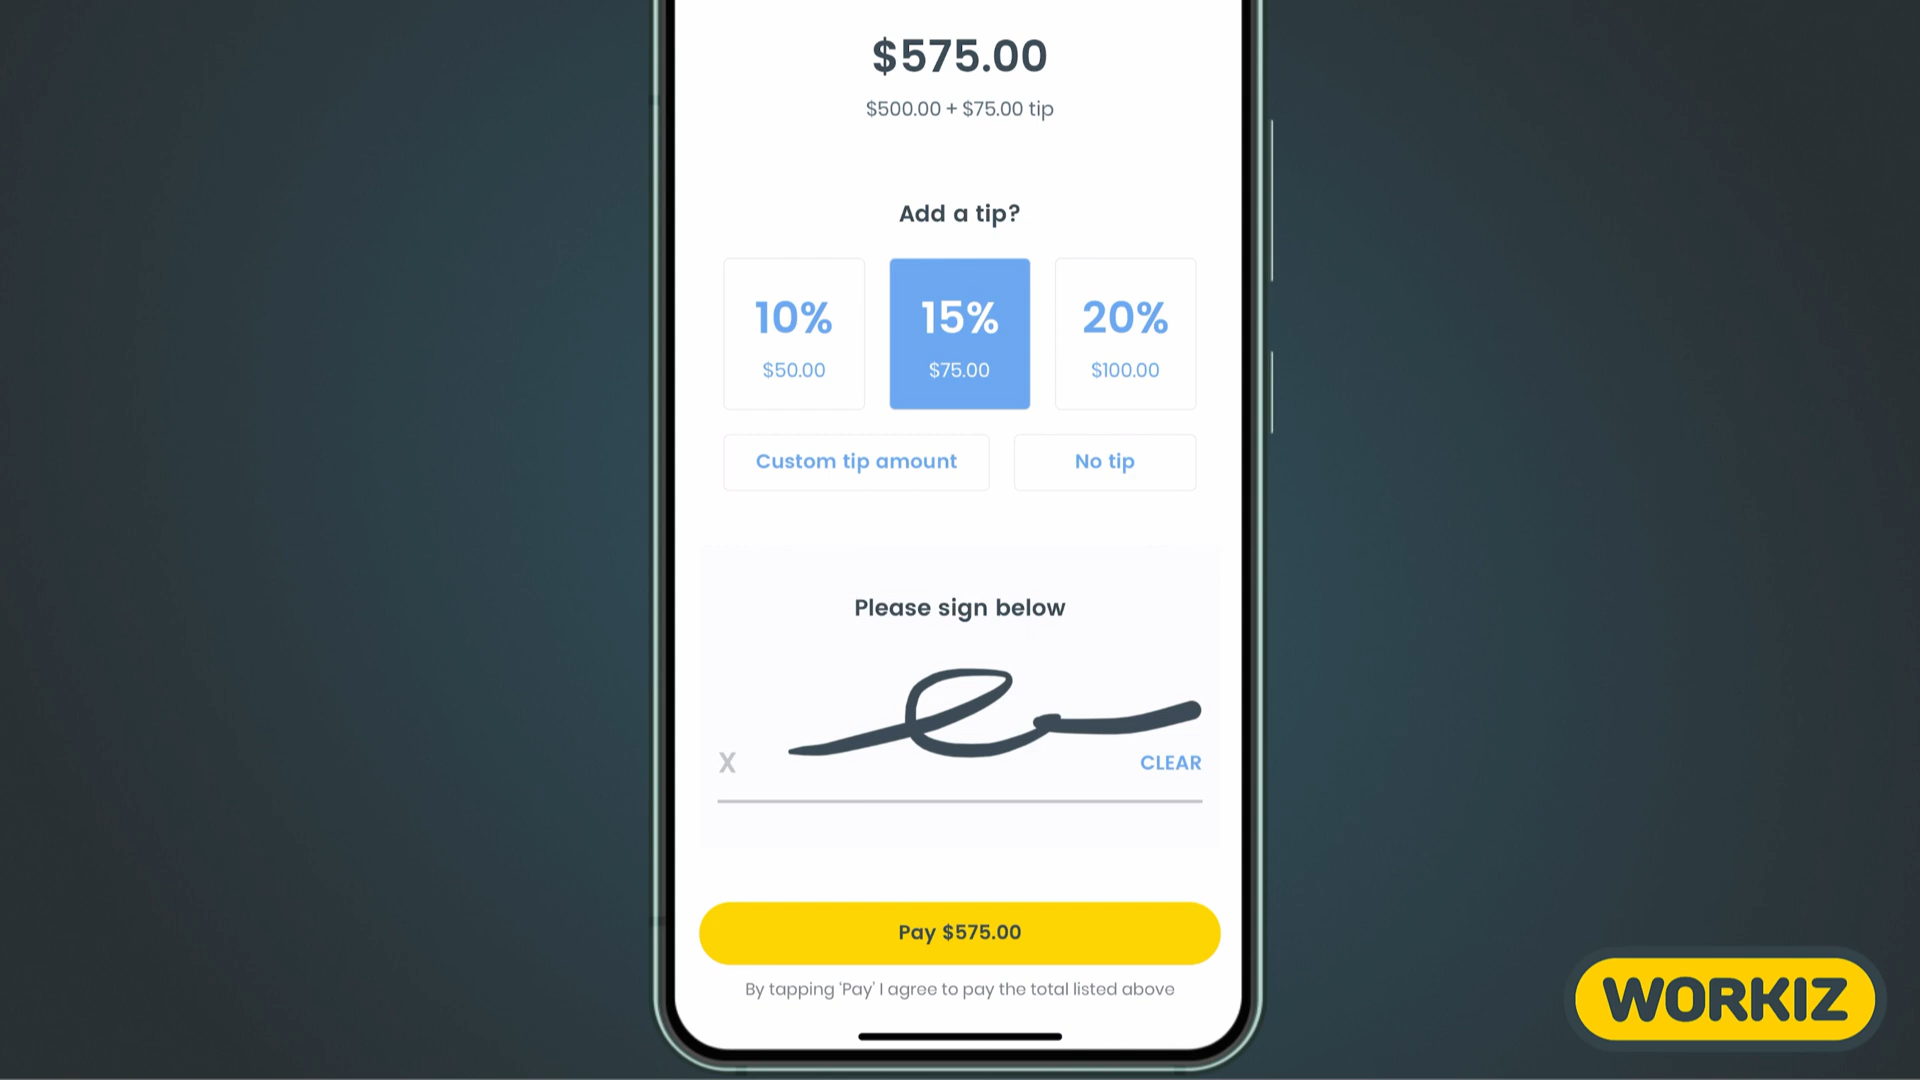 $575.00
$500.00 + $75.00 tip
Add a tip?
10% 15% 20%
$50.00 $75.00 $100.00
Custom tip amount No tip
Please sign below
X CLEAR
Pay $575.00
By tapping 'Pay' I agree to pay the total listed above
WORKIZ